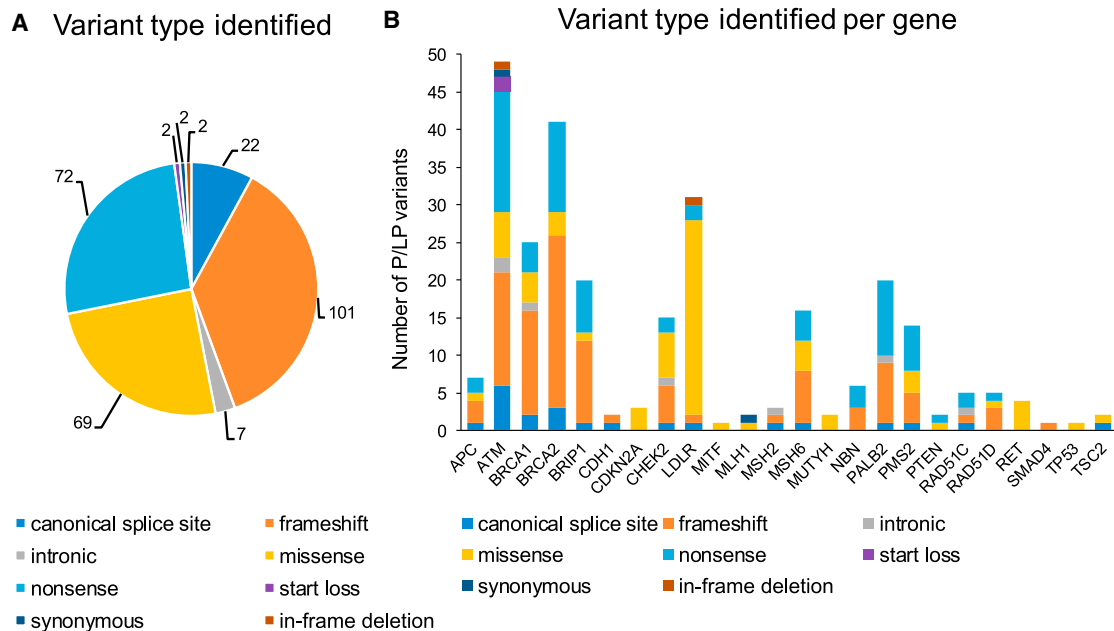 A Variant type identified
2
2
2
22
72
101
69
7
canonical splice site frameshift
intronic missense
nonsense start loss
synonymous in-frame deletion
B Variant type identified per gene
Number of P/LP variants
50
45
40
35
30
25
20
15
10
5
0
APC ATM BRCA1 BRCA2 BRIP1 CDH1 CDKN2A CHEK2 LDLR MITF MLH1 MSH2 MSH6 MUTYH NBN PALB2 PMS2 PTEN RAD51C RAD51D RET SMAD4 TP53 TSC2
canonical splice site frameshift intronic
missense nonsense start loss
synonymous in-frame deletion